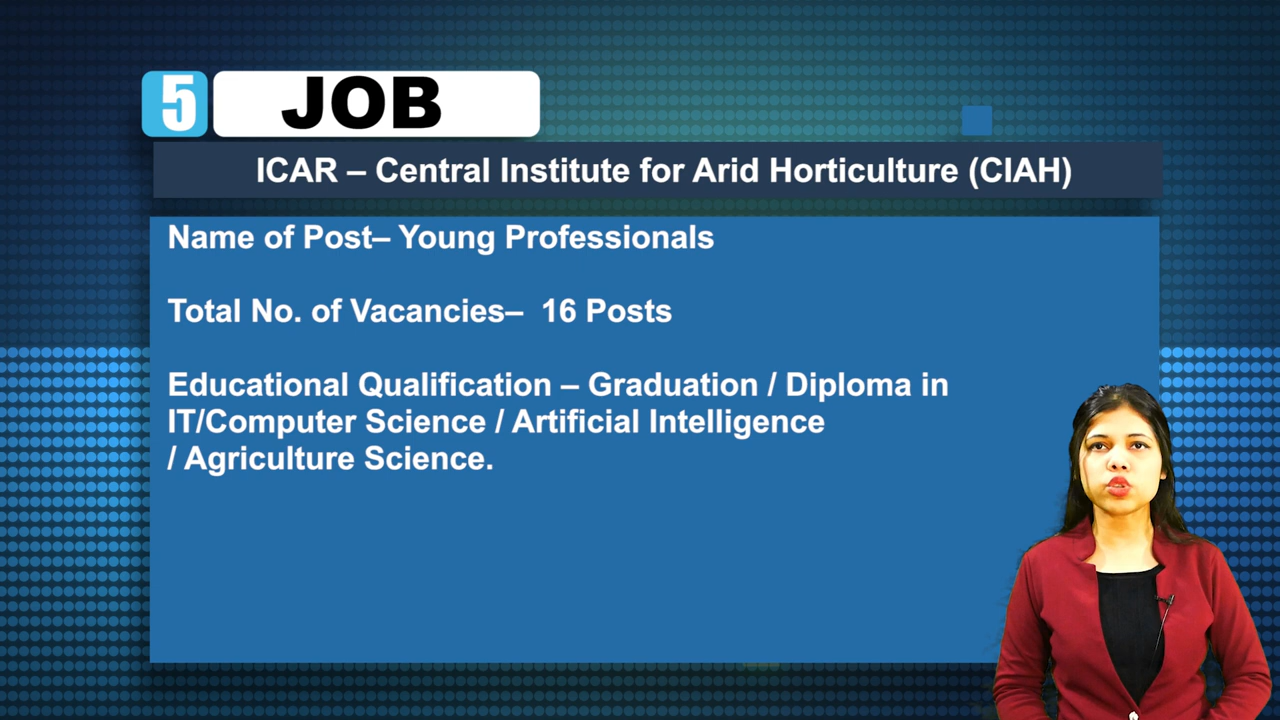 5 JOB
ICAR – Central Institute for Arid Horticulture (CIAH)
Name of Post– Young Professionals
Total No. of Vacancies– 16 Posts
Educational Qualification – Graduation / Diploma in
IT/Computer Science / Artificial Intelligence
/ Agriculture Science.